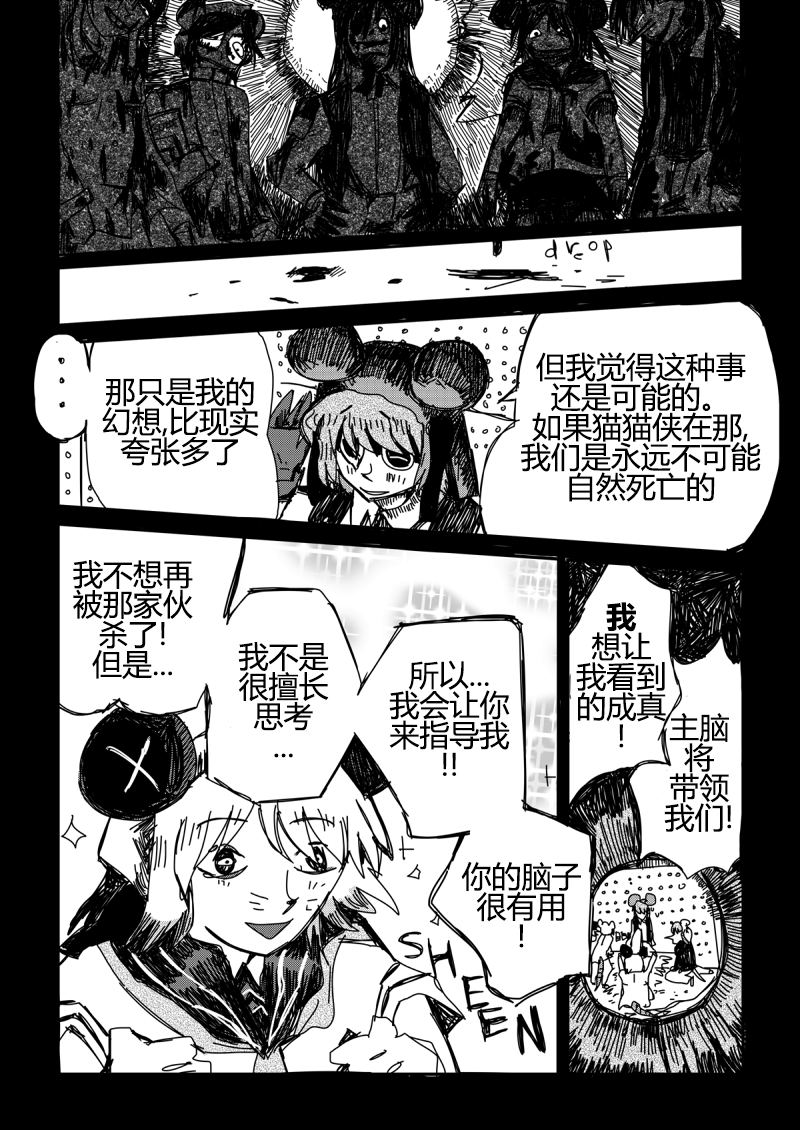 drop
但我觉得这种事
还是可能的。
如果猫猫侠在那,
我们是永远不可能
自然死亡的
那只是我的
幻想,比现实
夸张多了
...
我
想让
我看到
的成真
!
主脑
将
带领
我们!
所以...
我会让你
来指导我
!!
我不是
很擅长
思考
...
我不想再
被那家伙
杀了!
但是...
你的脑子
很有用
!
SHEEN